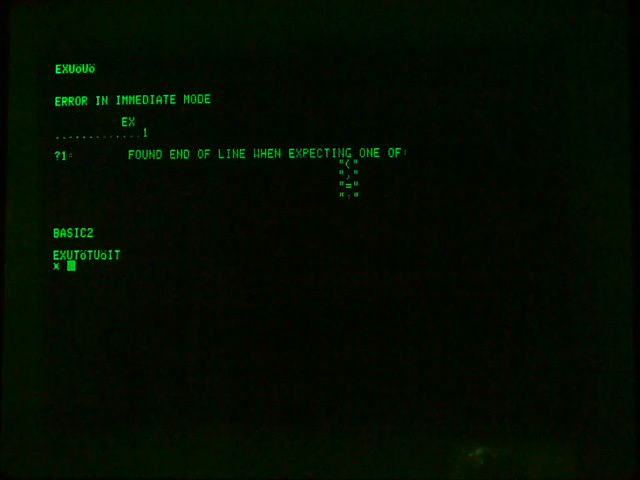 EXUöUö
ERROR IN IMMEDIATE MODE
EX
.............1
?1: FOUND END OF LINE WHEN EXPECTING ONE OF:
"("
","
"="
":"
BASIC2
EXUTöTUöIT
x